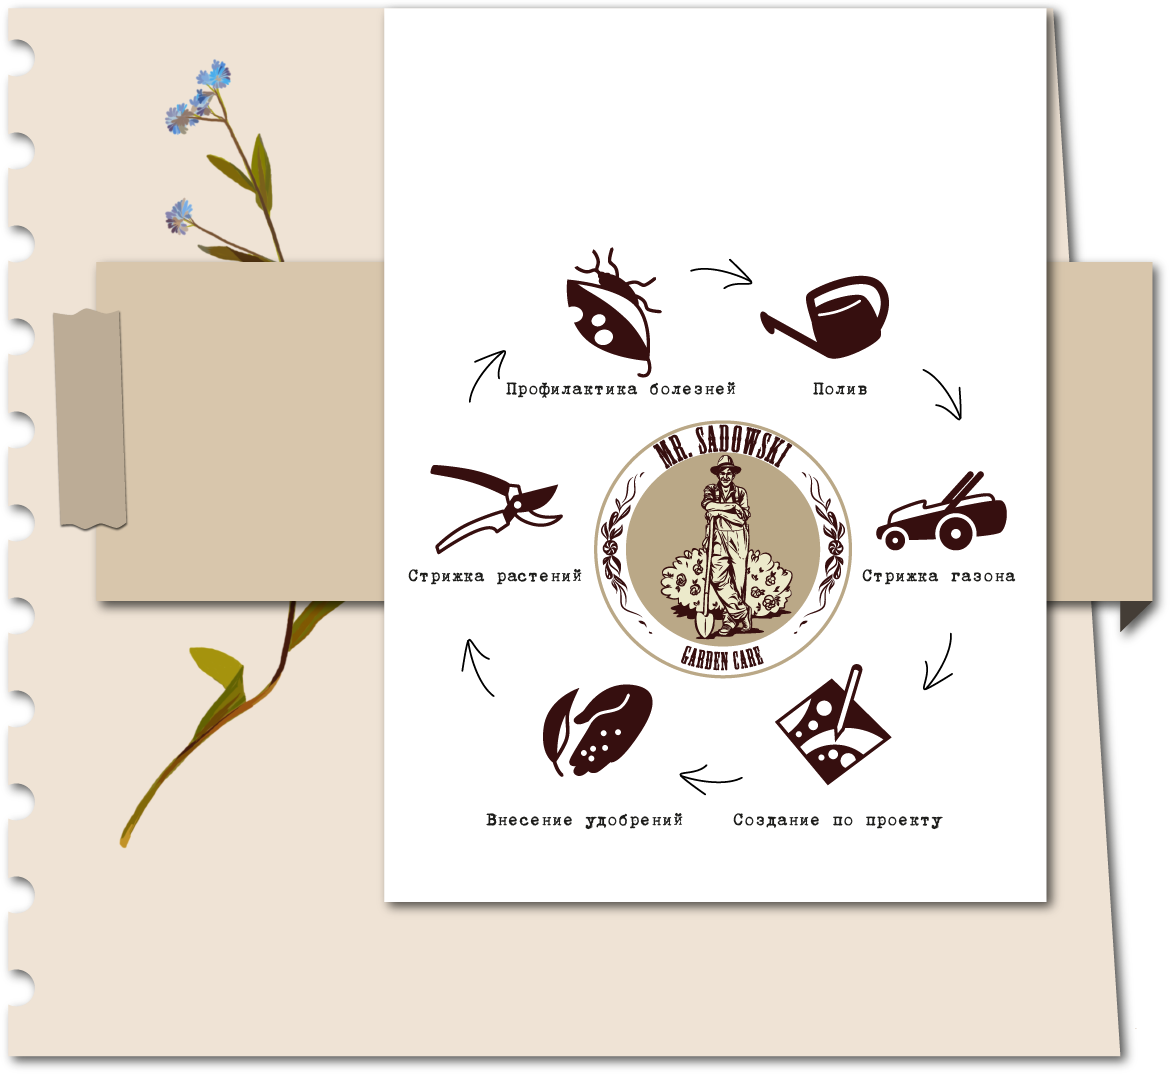 Профилактика болезней
Полив
MR. SADOWSKI
Стрижка растений
Стрижка газона
GARDEN CARE
Внесение удобрений
Создание по проекту